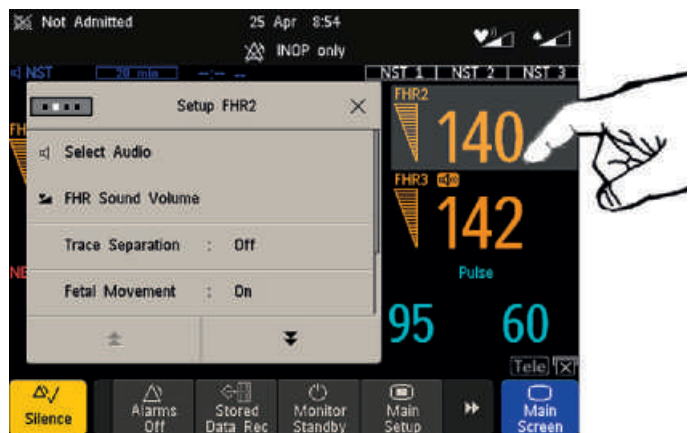 Not Admitted
25 Apr 8:54
INOP only
NST 20 min --:-- --
NST 1 NST 2 NST 3
Setup FHR2
Select Audio
FHR Sound Volume
Trace Separation : Off
Fetal Movement : On
FH
NE
FHR2
140
FHR3
142
Pulse
95 60
Tele
Silence
Alarms Off
Stored Data Rec
Monitor Standby
Main Setup
Main Screen